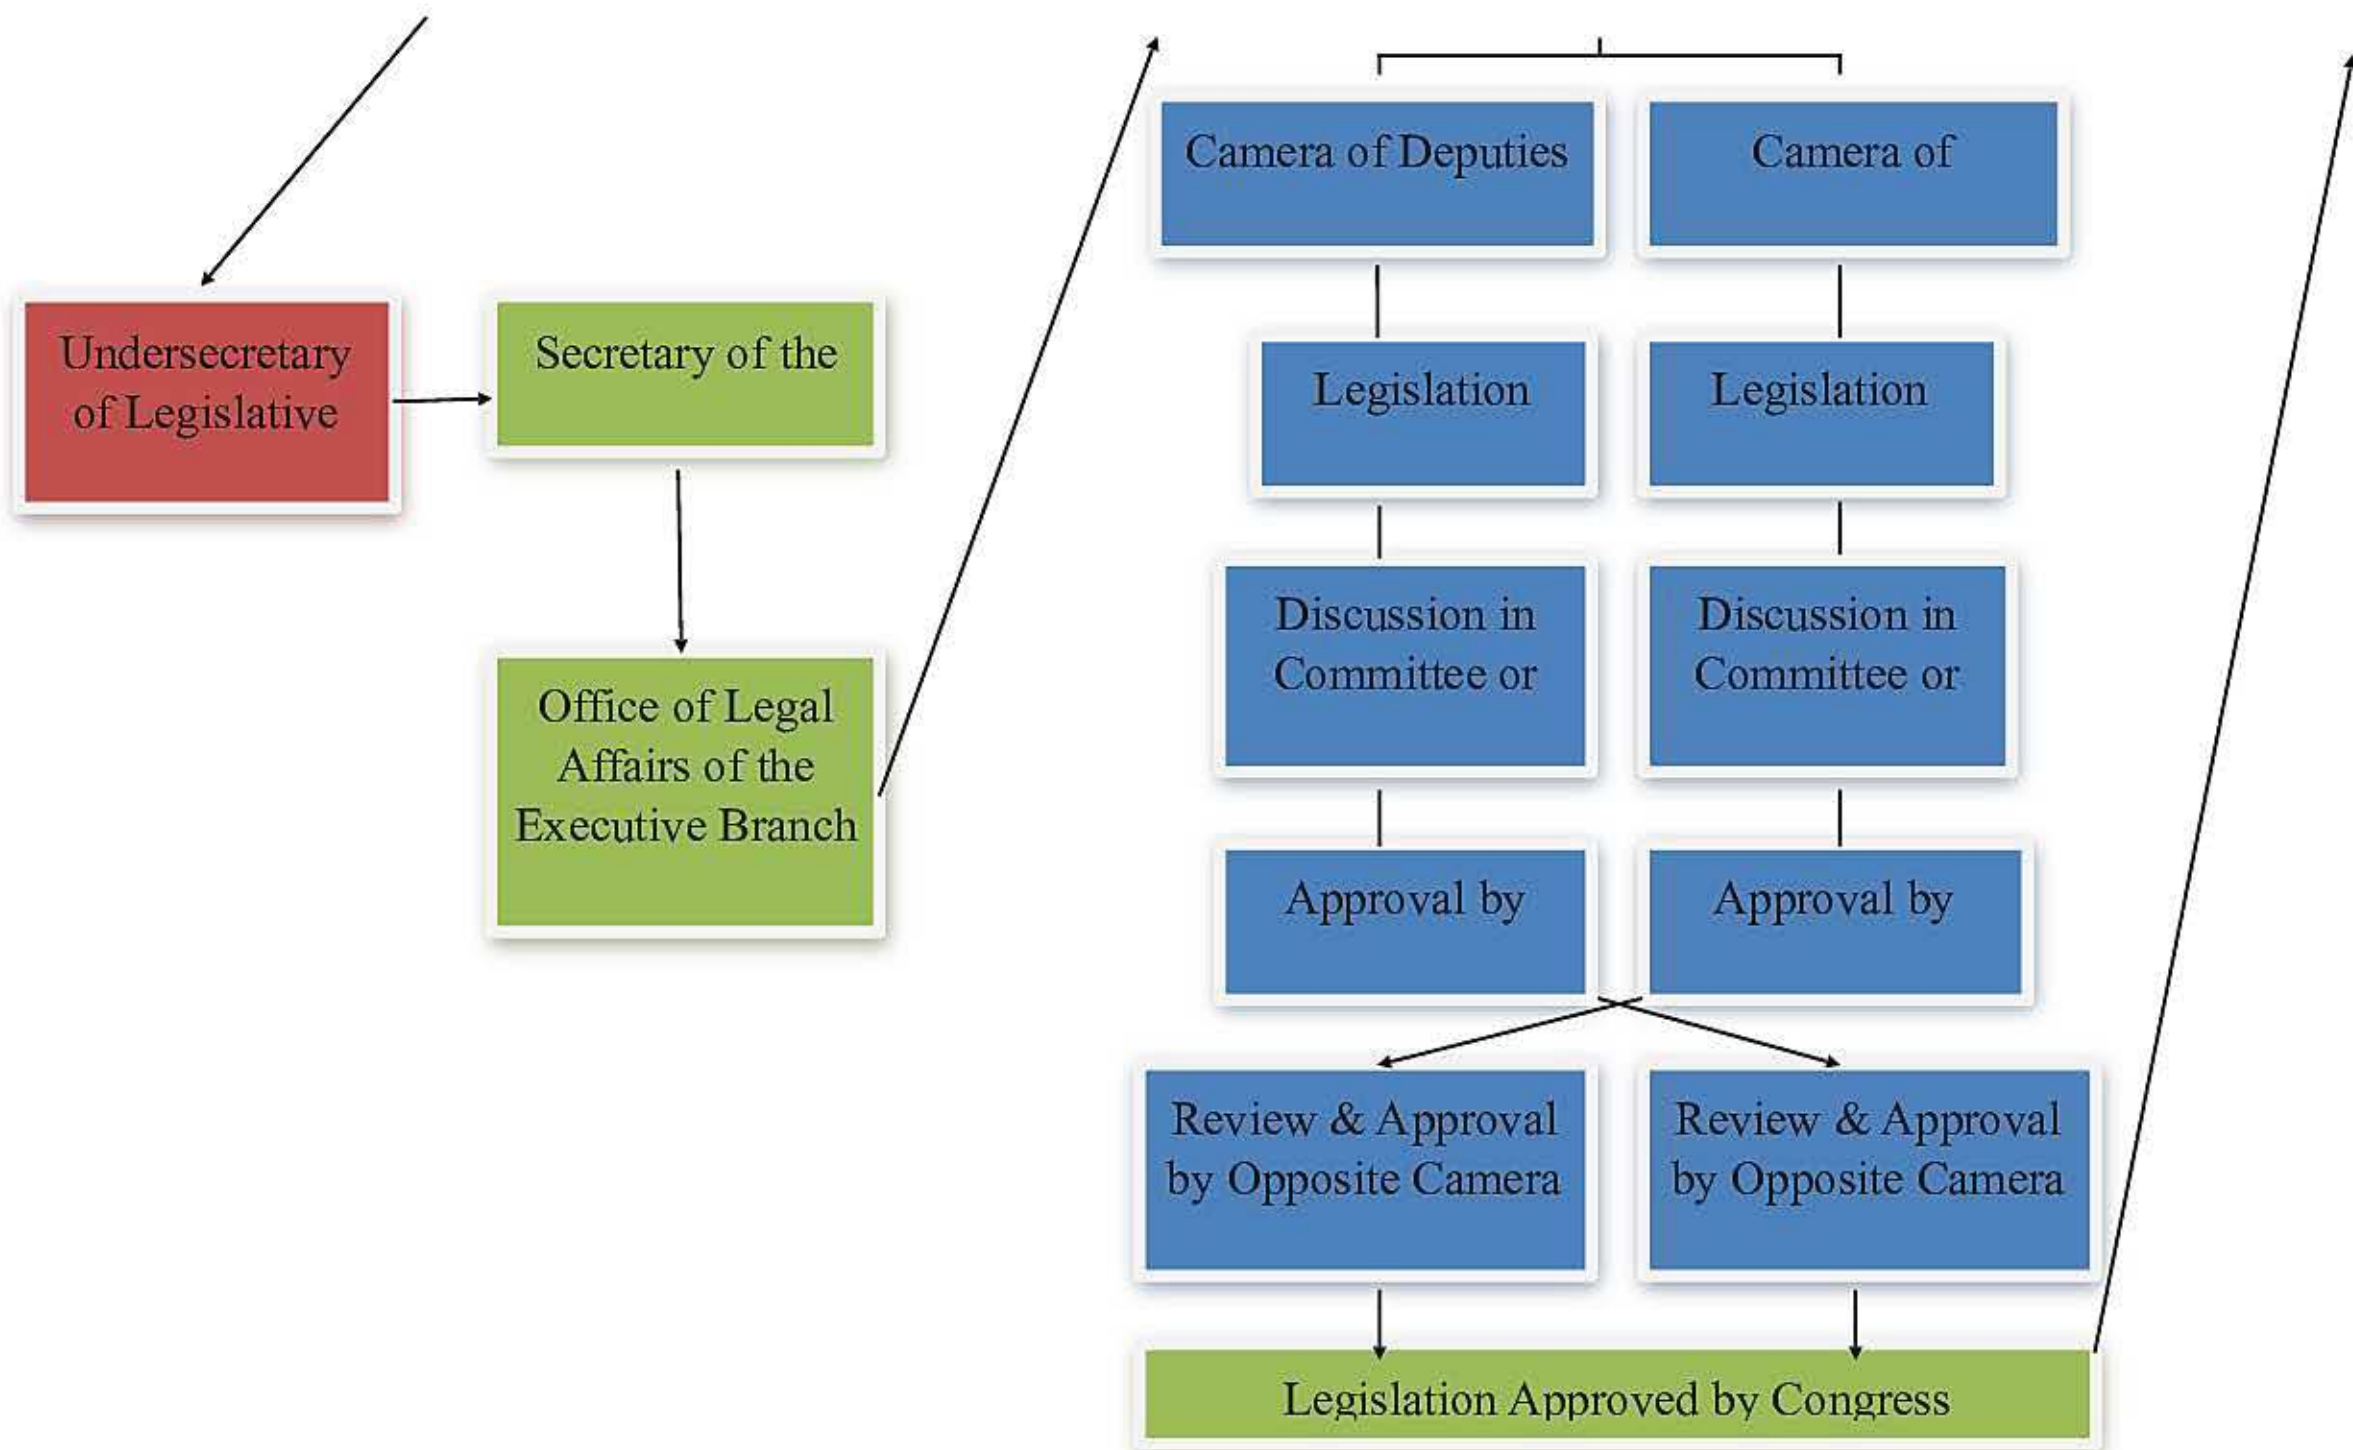 Undersecretary
of Legislative
Secretary of the
Office of Legal
Affairs of the
Executive Branch
Camera of Deputies
Camera of
Legislation
Legislation
Discussion in
Committee or
Discussion in
Committee or
Approval by
Approval by
Review & Approval
by Opposite Camera
Review & Approval
by Opposite Camera
Legislation Approved by Congress